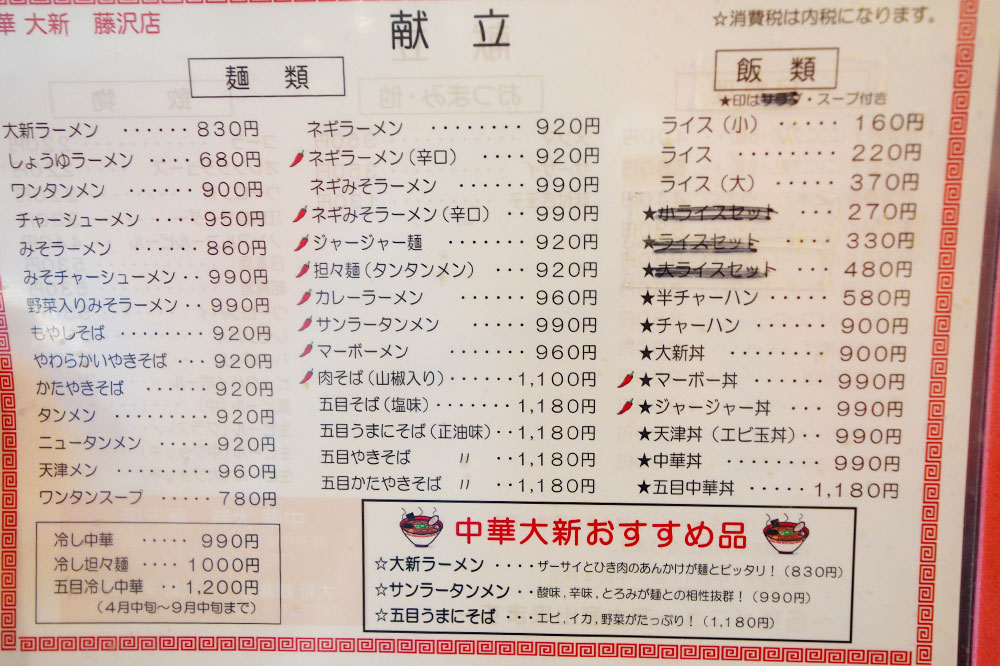 華 大新 藤沢店
献 立
☆消費税は内税になります。
麺 類
大新ラーメン ······ 830円
しょうゆラーメン ···· 680円
ワンタンメン ······ 900円
チャーシューメン ···· 950円
みそラーメン ······ 860円
みそチャーシューメン ·· 990円
野菜入りみそラーメン ·· 990円
もやしそば ········ 920円
やわらかいやきそば ··· 920円
かたやきそば ······ 920円
タンメン ········· 920円
ニュータンメン ····· 920円
天津メン ········ 960円
ワンタンスープ ····· 780円
冷し中華 ····· 990円
冷し坦々麺 ···· 1000円
五目冷し中華 ··· 1,200円
(4月中旬~9月中旬まで)
ネギラーメン ········ 920円
ネギラーメン(辛口) ···· 920円
ネギみそラーメン ······ 990円
ネギみそラーメン(辛口) ·· 990円
ジャージャー麺 ······· 920円
担々麺(タンタンメン) ··· 920円
カレーラーメン ······· 960円
サンラータンメン ······ 990円
マーボーメン ········ 960円
肉そば(山椒入り) ······ 1,100円
五目そば(塩味) ······· 1,180円
五目うまにそば(正油味) ·· 1,180円
五目やきそば 〃 ··· 1,180円
五目かたやきそば 〃 ·· 1,180円
飯 類
★印は・スープ付き
ライス(小) ····· 160円
ライス ······· 220円
ライス(大) ····· 370円
★小ライスセット ··· 270円
★ライスセット ···· 330円
★大ライスセット ··· 480円
★半チャーハン ····· 580円
★チャーハン ······ 900円
★大新丼 ········ 900円
★マーボー丼 ····· 990円
★ジャージャー丼 ··· 990円
★天津丼(エビ玉丼) ·· 990円
★中華丼 ········ 990円
★五目中華丼 ····· 1,180円
中華大新おすすめ品
☆大新ラーメン ···· ザーサイとひき肉のあんかけが麺とピッタリ!(830円)
☆サンラータンメン ·· 酸味,辛味,とろみが麺との相性抜群!(990円)
☆五目うまにそば ··· エビ,イカ,野菜がたっぷり!(1,180円)